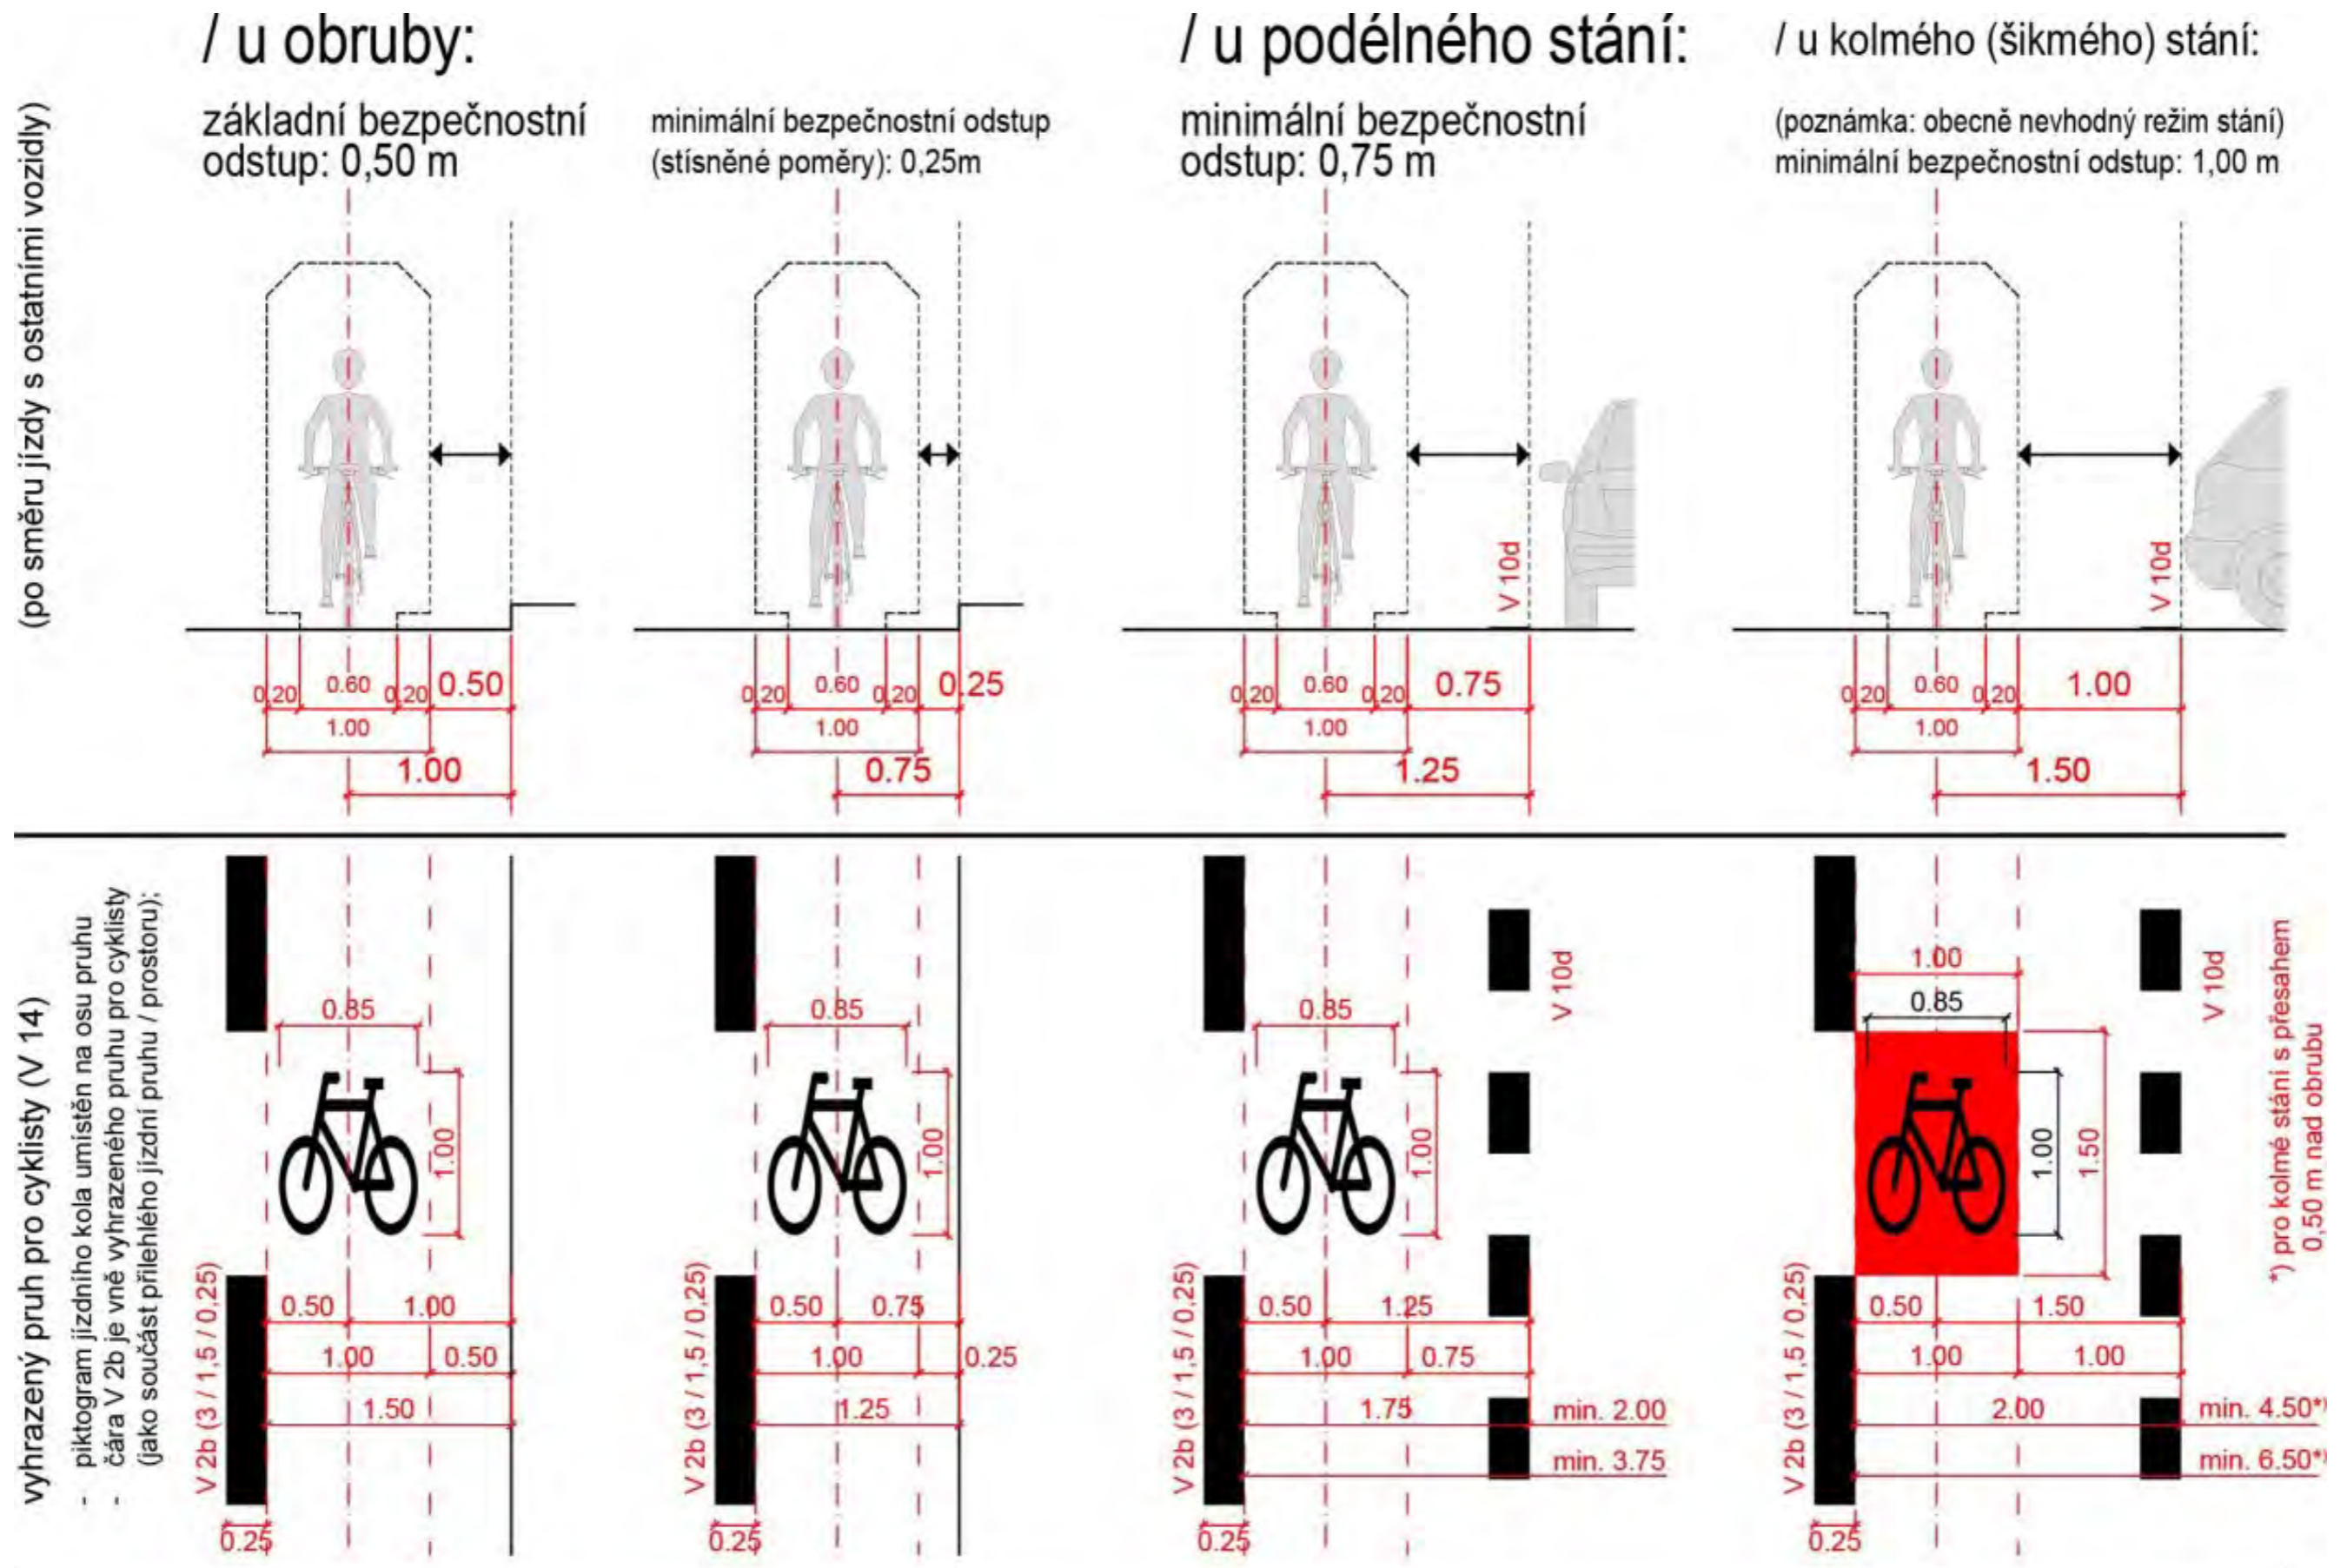 / u obruby:
základní bezpečnostní
odstup: 0,50 m
minimální bezpečnostní odstup
(stísněné poměry): 0,25m
/ u podélného stání:
minimální bezpečnostní
odstup: 0,75 m
/ u kolmého (šikmého) stání:
(poznámka: obecně nevhodný režim stání)
minimální bezpečnostní odstup: 1,00 m
(po směru jízdy s ostatními vozidly)
V 10d
V 10d
0.20 0.60 0.20 0.50
1.00
1.00
0.20 0.60 0.20 0.25
1.00
0.75
0.20 0.60 0.20 0.75
1.00
1.25
0.20 0.60 0.20 1.00
1.00
1.50
vyhrazený pruh pro cyklisty (V 14)
- piktogram jízdního kola umístěn na osu pruhu
- čára V 2b je vně vyhrazeného pruhu pro cyklisty
(jako součást přilehlého jízdní pruhu / prostoru);
0.85
1.00
V 2b (3 / 1,5 / 0,25)
0.50 1.00
1.00 0.50
1.50
0.25
0.85
1.00
V 2b (3 / 1,5 / 0,25)
0.50 0.75
1.00 0.25
1.25
0.25
V 10d
0.85
1.00
V 2b (3 / 1,5 / 0,25)
0.50 1.25
1.00 0.75
1.75 min. 2.00
min. 3.75
0.25
V 10d
1.00
0.85
1.00
1.50
V 2b (3 / 1,5 / 0,25)
0.50 1.50
1.00 1.00
2.00 min. 4.50*)
min. 6.50*)
0.25
*) pro kolmé stání s přesahem
0,50 m nad obrubu